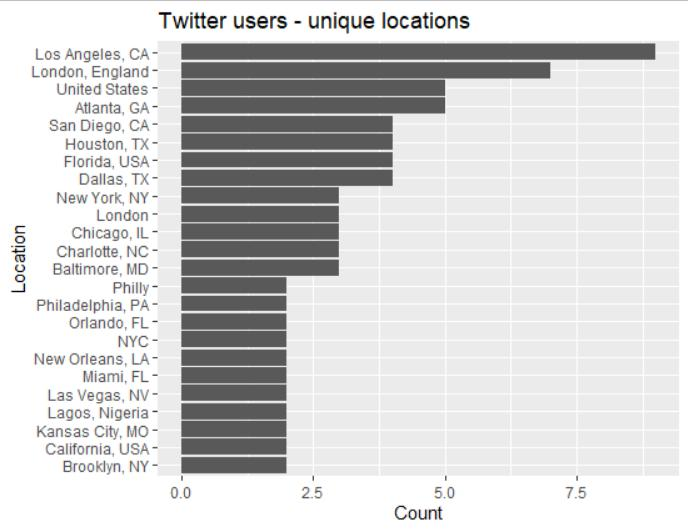 Twitter users - unique locations
Los Angeles, CA
London, England
United States
Atlanta, GA
San Diego, CA
Houston, TX
Florida, USA
Dallas, TX
New York, NY
London
Chicago, IL
Charlotte, NC
Baltimore, MD
Philly
Philadelphia, PA
Orlando, FL
NYC
New Orleans, LA
Miami, FL
Las Vegas, NV
Lagos, Nigeria
Kansas City, MO
California, USA
Brooklyn, NY
Location
0.0 2.5 5.0 7.5
Count